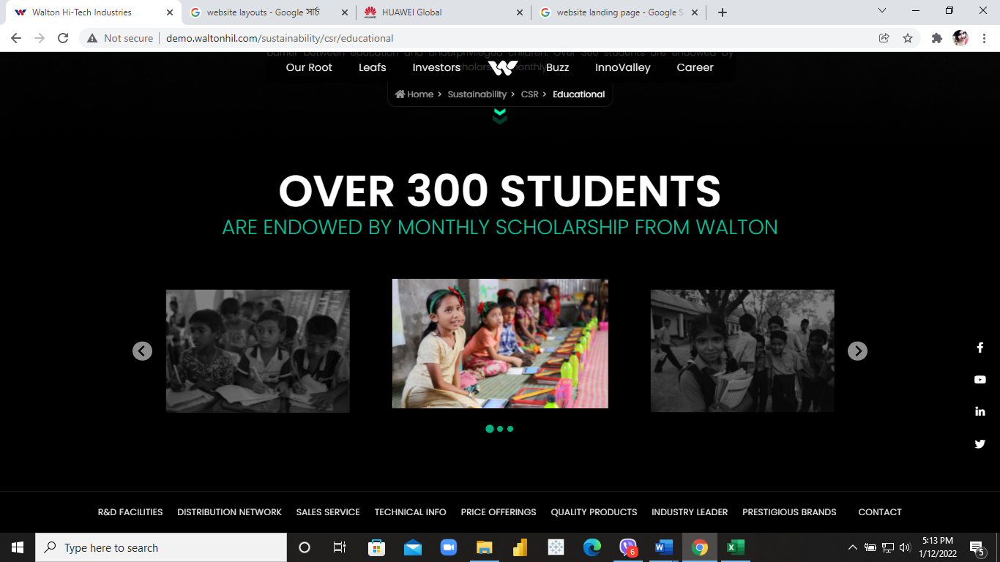 Walton Hi-Tech Industries
website layouts - Google সার্চ
HUAWEI Global
website landing page - Google S
Not secure
demo.waltonhil.com/sustainability/csr/educational
barrier between education and underprivileged children. Over 300 students are endowed by
scholarship monthly
Our Root
Leafs
Investors
Buzz
InnoValley
Career
Home > Sustainability > CSR > Educational
OVER 300 STUDENTS
ARE ENDOWED BY MONTHLY SCHOLARSHIP FROM WALTON
R&D FACILITIES
DISTRIBUTION NETWORK
SALES SERVICE
TECHNICAL INFO
PRICE OFFERINGS
QUALITY PRODUCTS
INDUSTRY LEADER
PRESTIGIOUS BRANDS
CONTACT
Type here to search
6
5:13 PM
1/12/2022
5